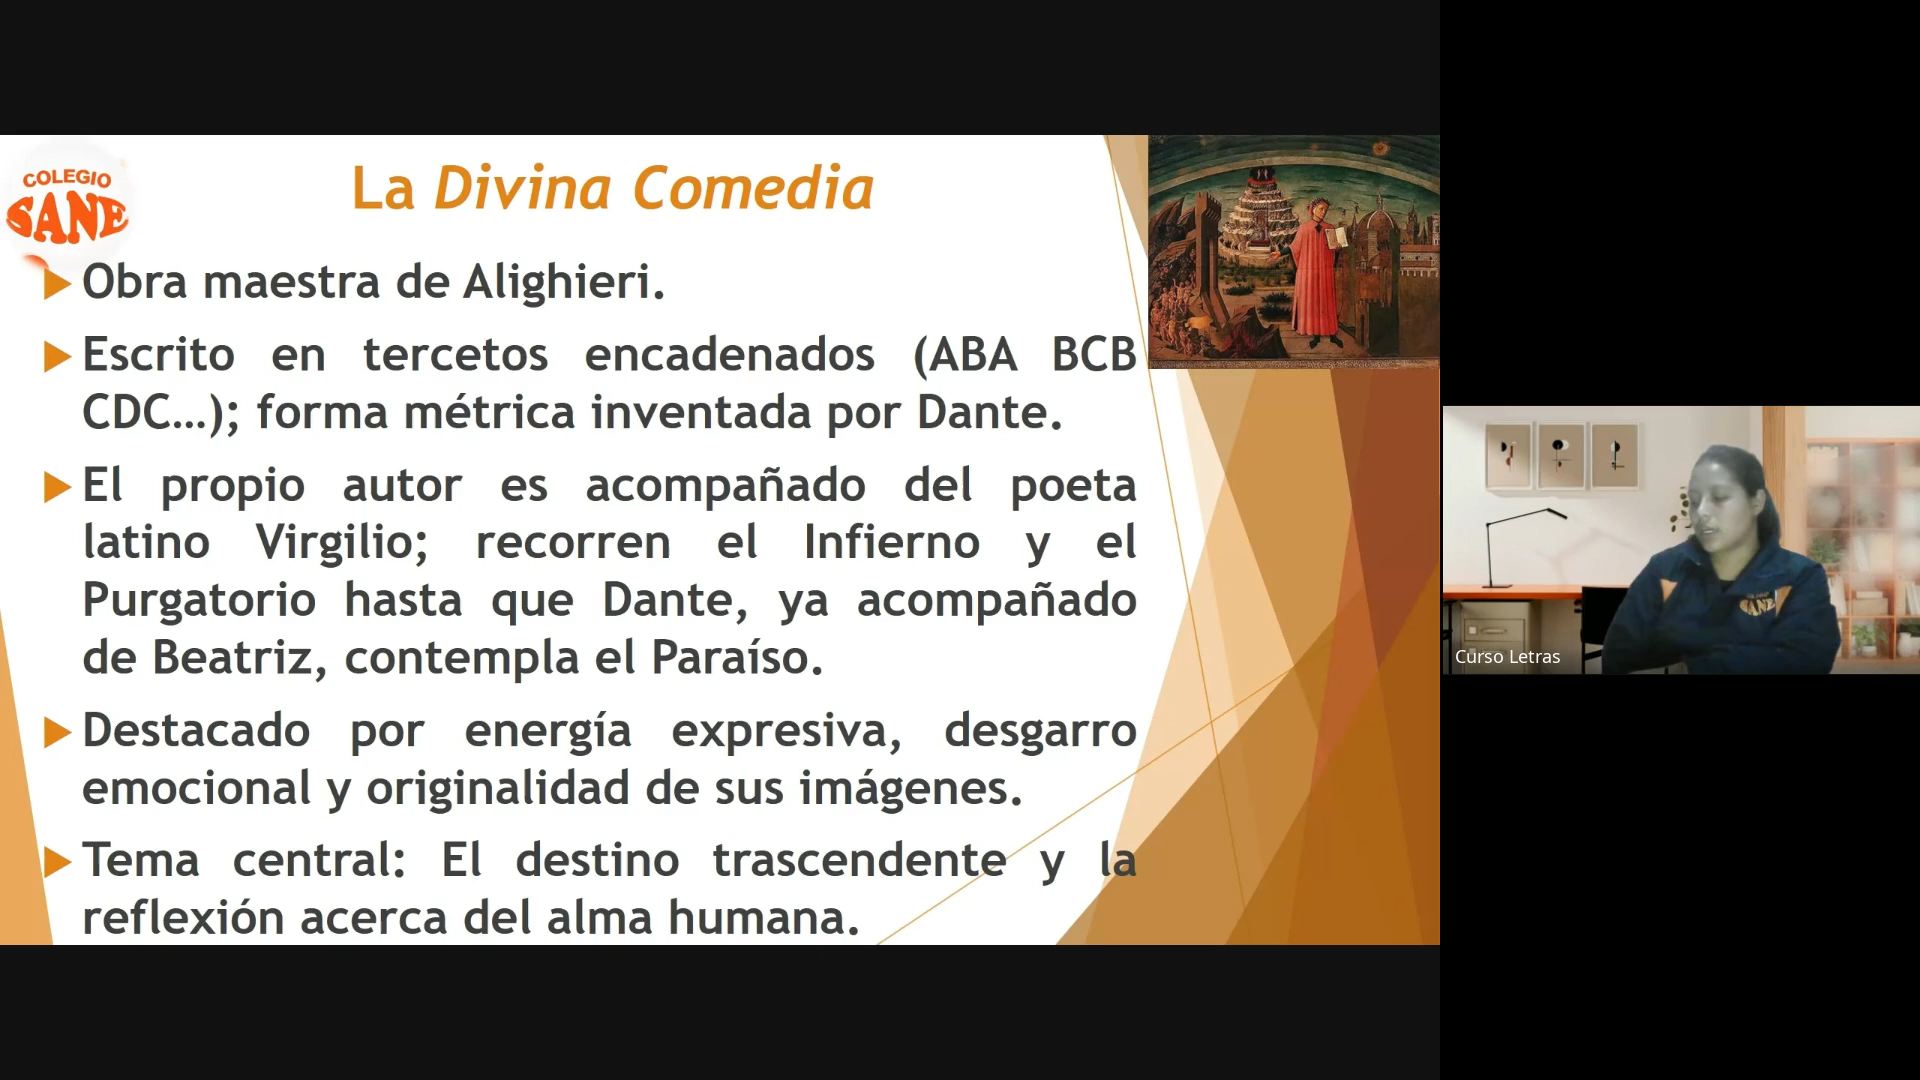 COLEGIO
SANE
La Divina Comedia
Obra maestra de Alighieri.
Escrito en tercetos encadenados (ABA BCB
CDC...); forma métrica inventada por Dante.
El propio autor es acompañado del poeta
latino Virgilio; recorren el Infierno y el
Purgatorio hasta que Dante, ya acompañado
de Beatriz, contempla el Paraíso.
Destacado por energía expresiva, desgarro
emocional y originalidad de sus imágenes.
Tema central: El destino trascendente y la
reflexión acerca del alma humana.
SANE
Curso Letras